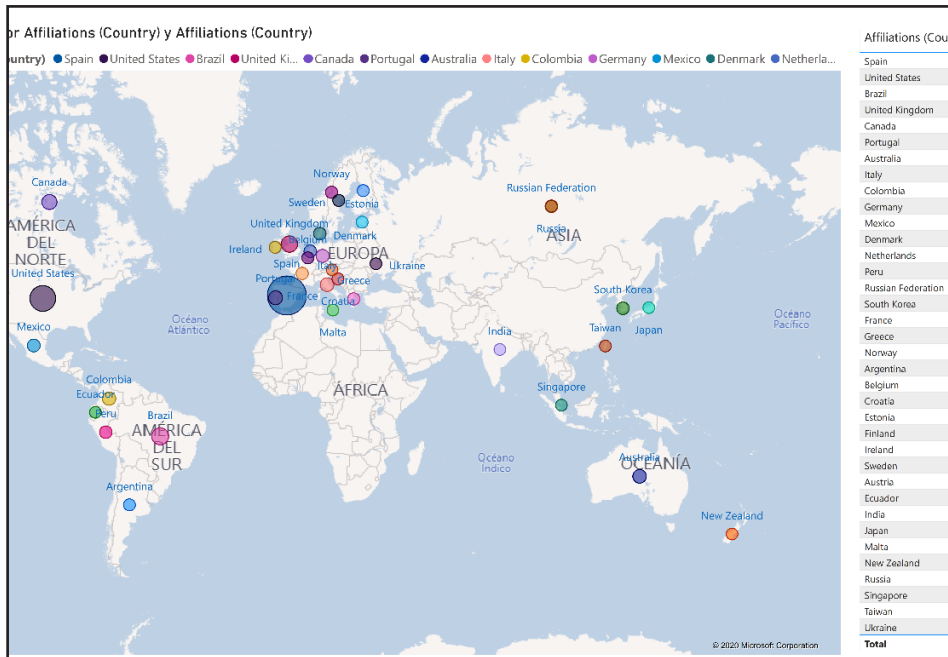 or Affiliations (Country) y Affiliations (Country)
ountry) Spain United States Brazil United Ki... Canada Portugal Australia Italy Colombia Germany Mexico Denmark Netherla...
Norway
Canada
Sweden
Estonia
Russian Federation
AMÉRICA
DEL
NORTE
United Kingdom
Denmark
Russia
ASIA
Ireland
Belgium
EUROPA
United States
Spain
Italy
Ukraine
Portugal
France
Greece
Croatia
South Korea
Mexico
Océano
Atlántico
Malta
India
Taiwan
Japan
Océano
Pacífico
Colombia
Ecuador
Peru
Brazil
ÁFRICA
Singapore
AMÉRICA
DEL
SUR
Océano
Índico
Australia
OCEANÍA
Argentina
New Zealand
© 2020 Microsoft Corporation
Affiliations (Cou
Spain
United States
Brazil
United Kingdom
Canada
Portugal
Australia
Italy
Colombia
Germany
Mexico
Denmark
Netherlands
Peru
Russian Federation
South Korea
France
Greece
Norway
Argentina
Belgium
Croatia
Estonia
Finland
Ireland
Sweden
Austria
Ecuador
India
Japan
Malta
New Zealand
Russia
Singapore
Taiwan
Ukraine
Total